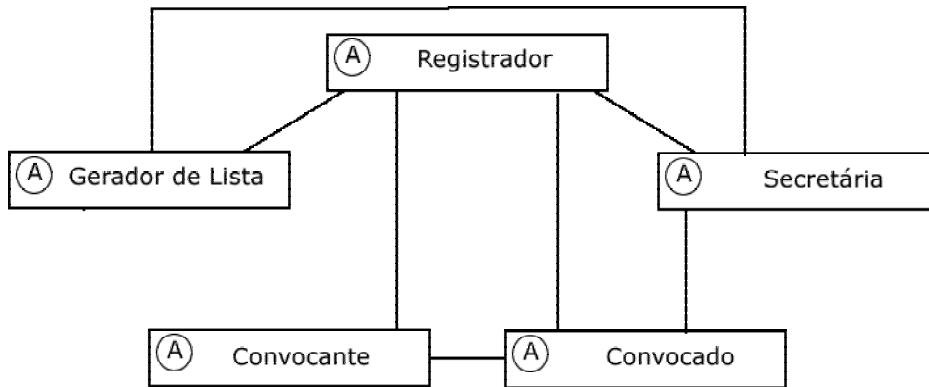 A Registrador
A Gerador de Lista
A Secretária
A Convocante
A Convocado